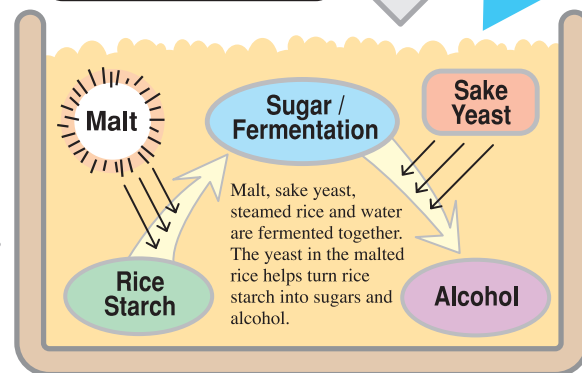 Malt
Sugar /
Fermentation
Sake
Yeast
Malt, sake yeast,
steamed rice and water
are fermented together.
The yeast in the malted
rice helps turn rice
starch into sugars and
alcohol.
Rice
Starch
Alcohol